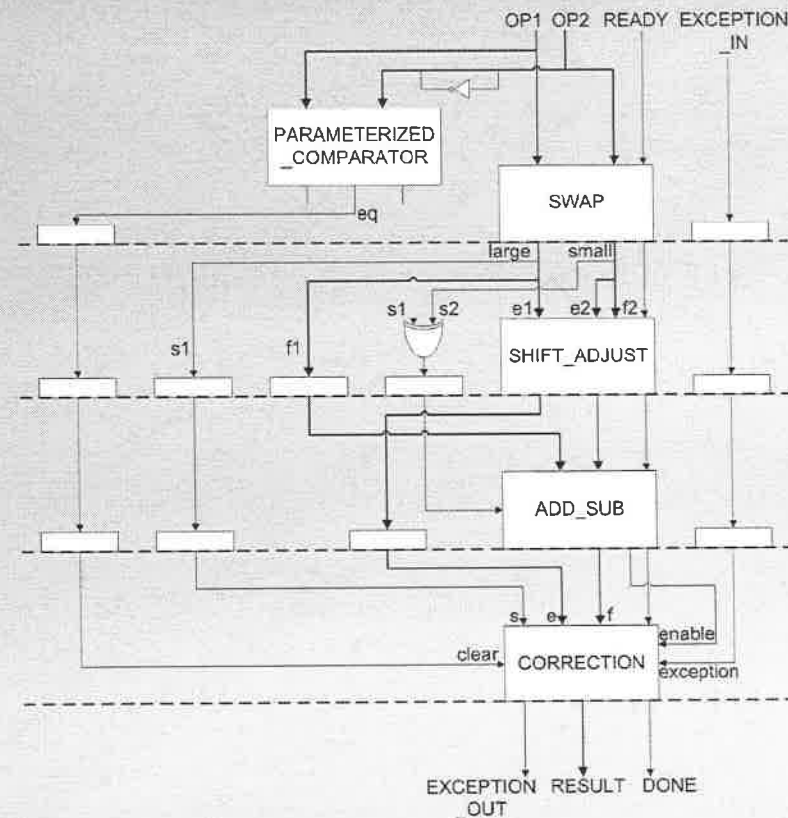 OP1 OP2 READY EXCEPTION
_IN
PARAMETERIZED
_COMPARATOR
SWAP
eq
large
small
s1
s2
e1
e2
f2
s1
f1
SHIFT_ADJUST
ADD_SUB
s
e
f
enable
clear
CORRECTION
exception
EXCEPTION RESULT DONE
_OUT